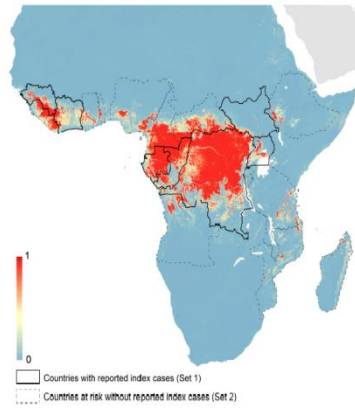 1
0
Countries with reported index cases (Set 1)
Countries at risk without reported index cases (Set 2)